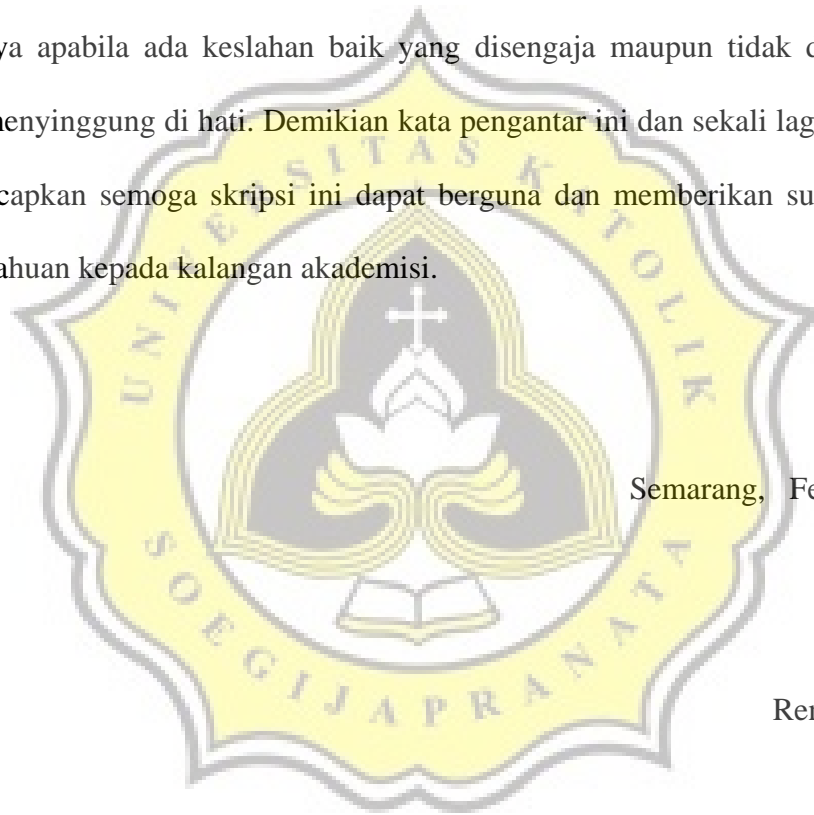 ya apabila ada keslahan baik yang disengaja maupun tidak d
menyinggung di hati. Demikian kata pengantar ini dan sekali lag
capkan semoga skripsi ini dapat berguna dan memberikan su
ahuan kepada kalangan akademisi.
UNIVERSITAS KATOLIK
Semarang, Fe
SOEGIJAPRANATA
Ren